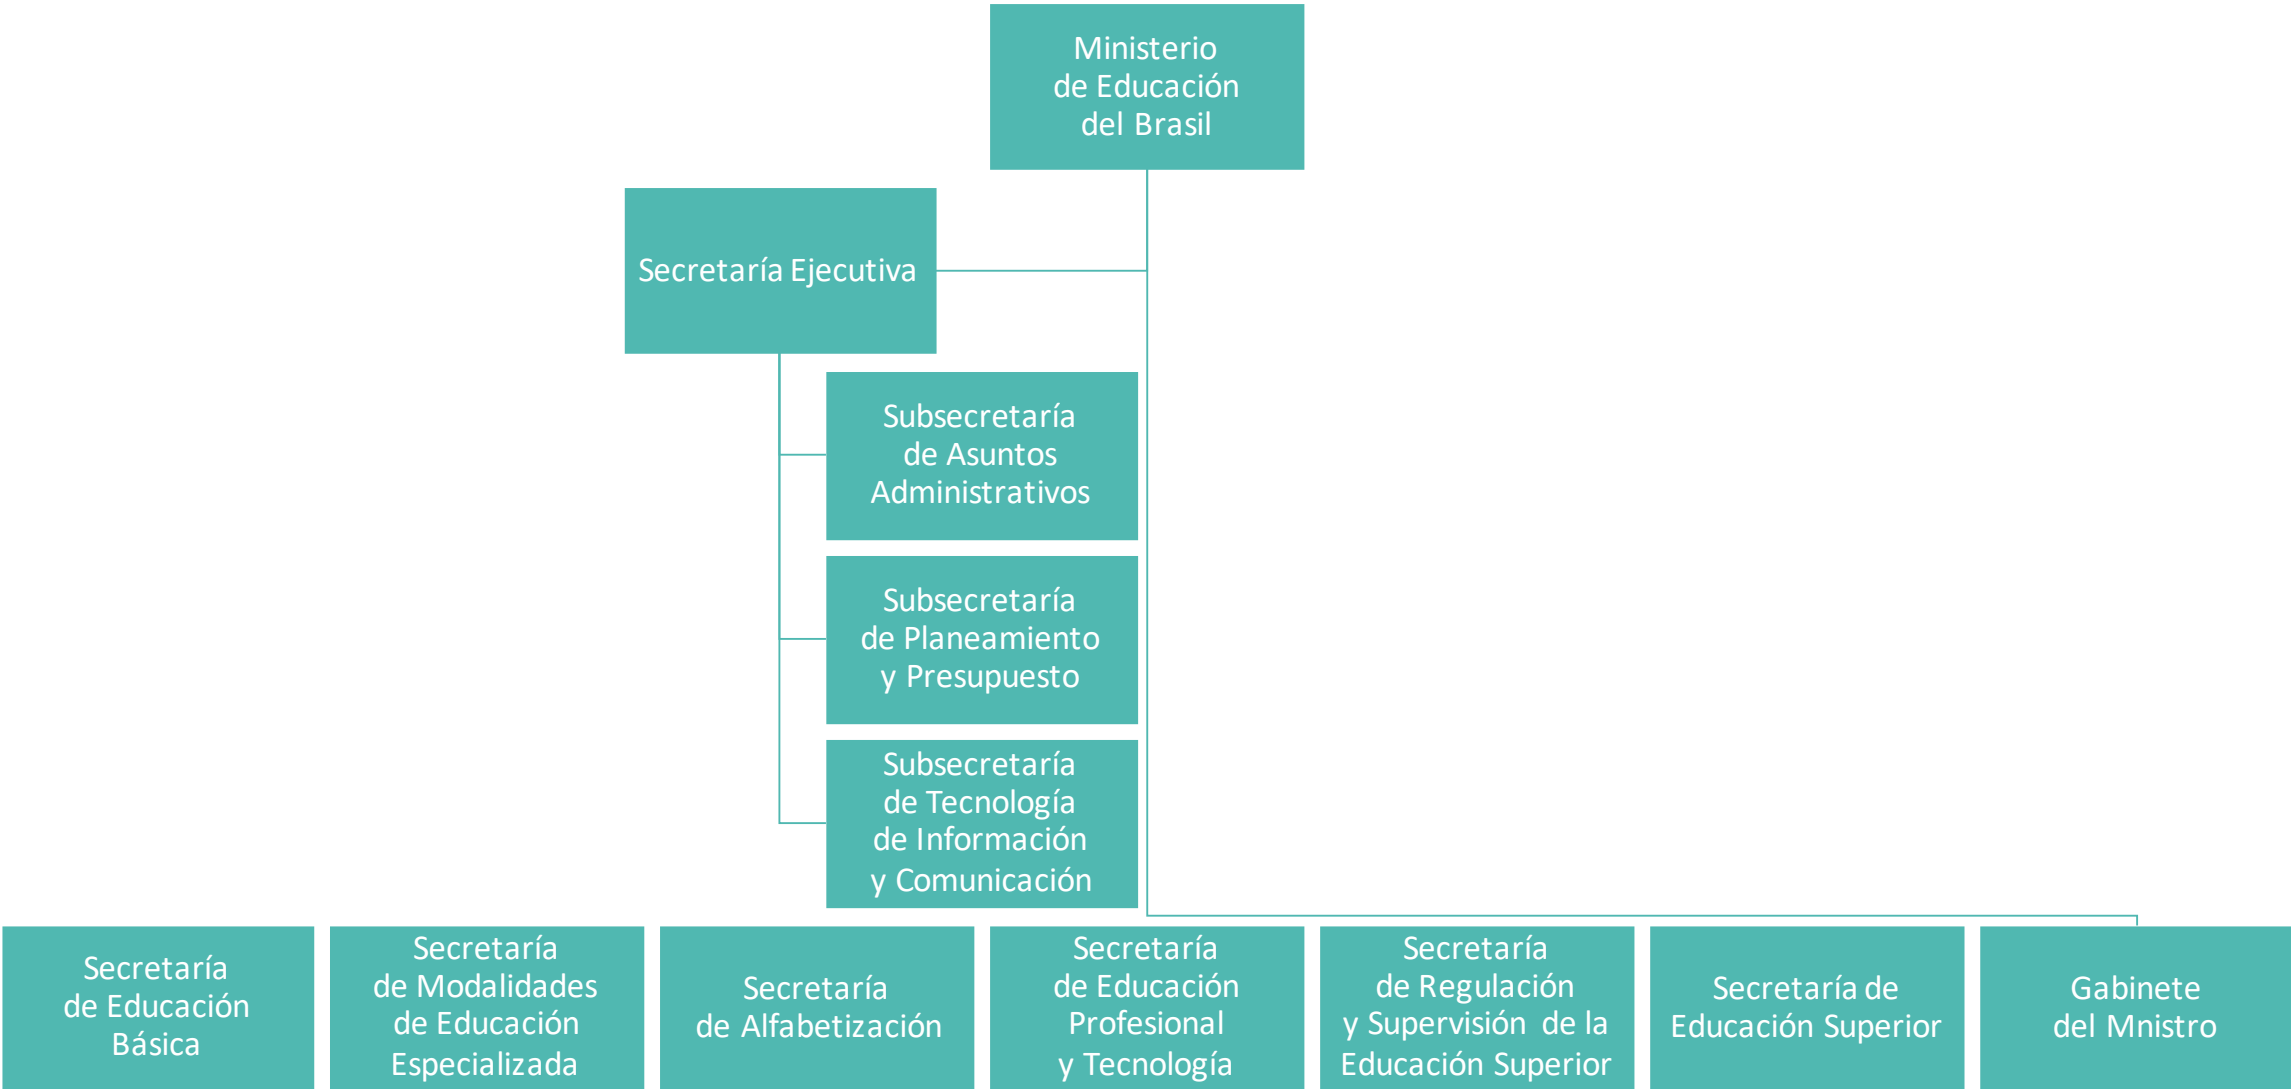 Ministerio
de Educación
del Brasil
Secretaría Ejecutiva
Subsecretaría
de Asuntos
Administrativos
Subsecretaría
de Planeamiento
y Presupuesto
Subsecretaría
de Tecnología
de Información
y Comunicación
Secretaría
de Educación
Básica
Secretaría
de Modalidades
de Educación
Especializada
Secretaría
de Alfabetización
Secretaría
de Educación
Profesional
y Tecnología
Secretaría
de Regulación
y Supervisión de la
Educación Superior
Secretaría de
Educación Superior
Gabinete
del Mnistro